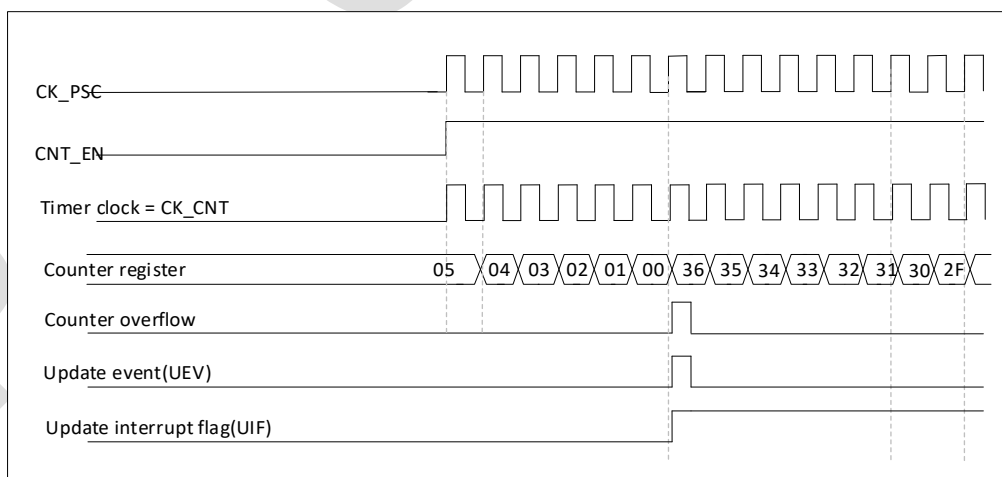 CK_PSC
CNT_EN
Timer clock = CK_CNT
Counter register 05 04 03 02 01 00 36 35 34 33 32 31 30 2F
Counter overflow
Update event(UEV)
Update interrupt flag(UIF)